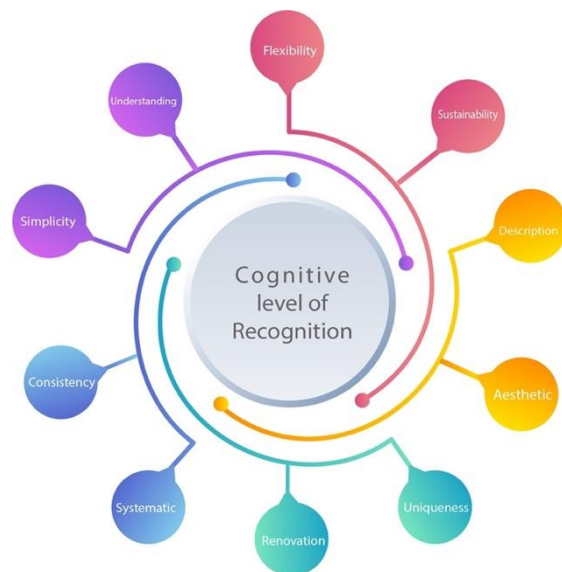 Flexibility
Understanding
Sustainability
Simplicity
Description
Cognitive
level of
Recognition
Consistency
Aesthetic
Systematic
Uniqueness
Renovation